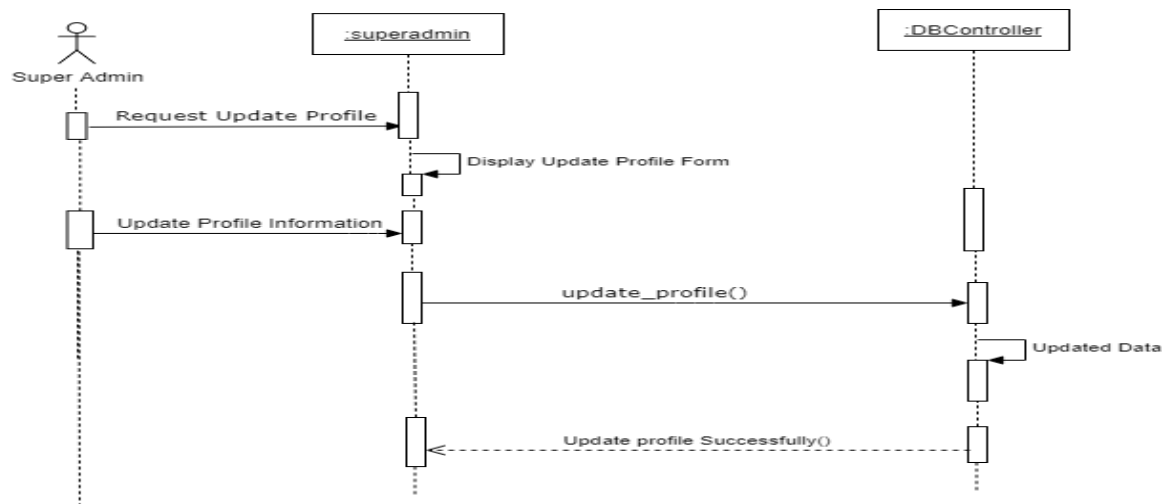 :superadmin
:DBController
Super Admin
Request Update Profile
Display Update Profile Form
Update Profile Information
update_profile()
Updated Data
Update profile Successfully()